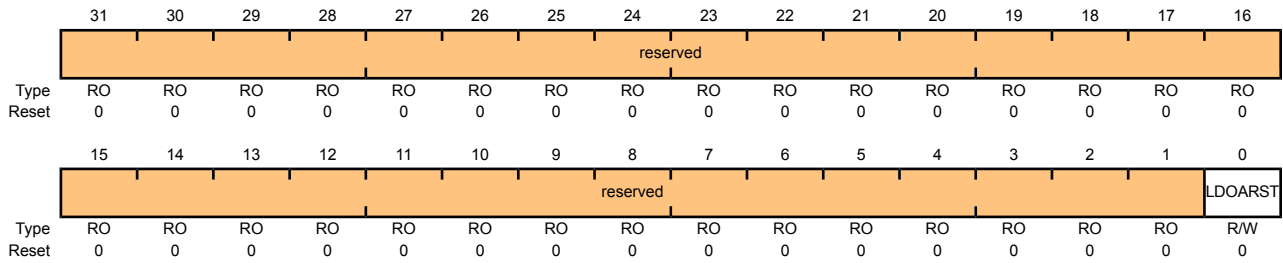 31 30 29 28 27 26 25 24 23 22 21 20 19 18 17 16
reserved
Type RO RO RO RO RO RO RO RO RO RO RO RO RO RO RO RO
Reset 0 0 0 0 0 0 0 0 0 0 0 0 0 0 0 0
15 14 13 12 11 10 9 8 7 6 5 4 3 2 1 0
reserved LDOARST
Type RO RO RO RO RO RO RO RO RO RO RO RO RO RO RO R/W
Reset 0 0 0 0 0 0 0 0 0 0 0 0 0 0 0 0